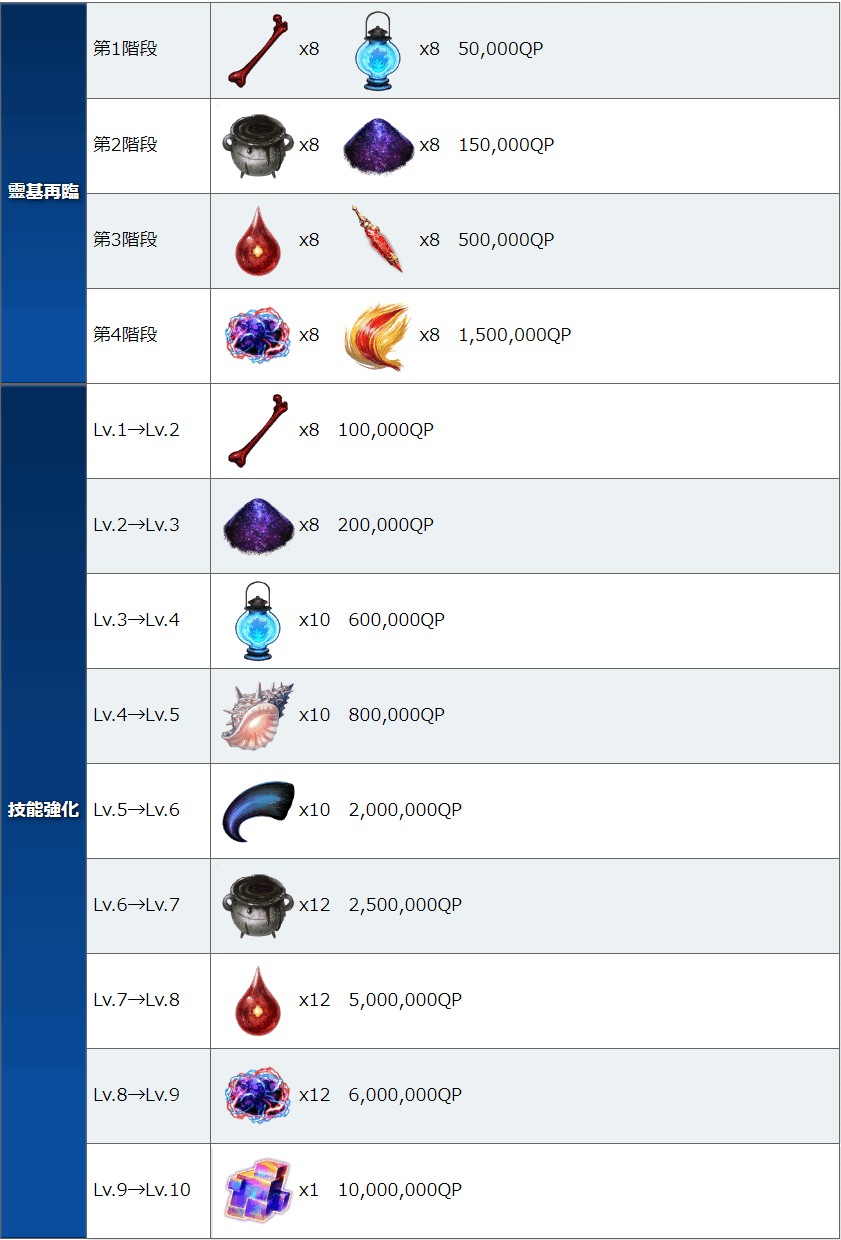 靈基再臨
第1階段 x8 x8 50,000QP
第2階段 x8 x8 150,000QP
第3階段 x8 x8 500,000QP
第4階段 x8 x8 1,500,000QP
技能強化
Lv.1→Lv.2 x8 100,000QP
Lv.2→Lv.3 x8 200,000QP
Lv.3→Lv.4 x10 600,000QP
Lv.4→Lv.5 x10 800,000QP
Lv.5→Lv.6 x10 2,000,000QP
Lv.6→Lv.7 x12 2,500,000QP
Lv.7→Lv.8 x12 5,000,000QP
Lv.8→Lv.9 x12 6,000,000QP
Lv.9→Lv.10 x1 10,000,000QP